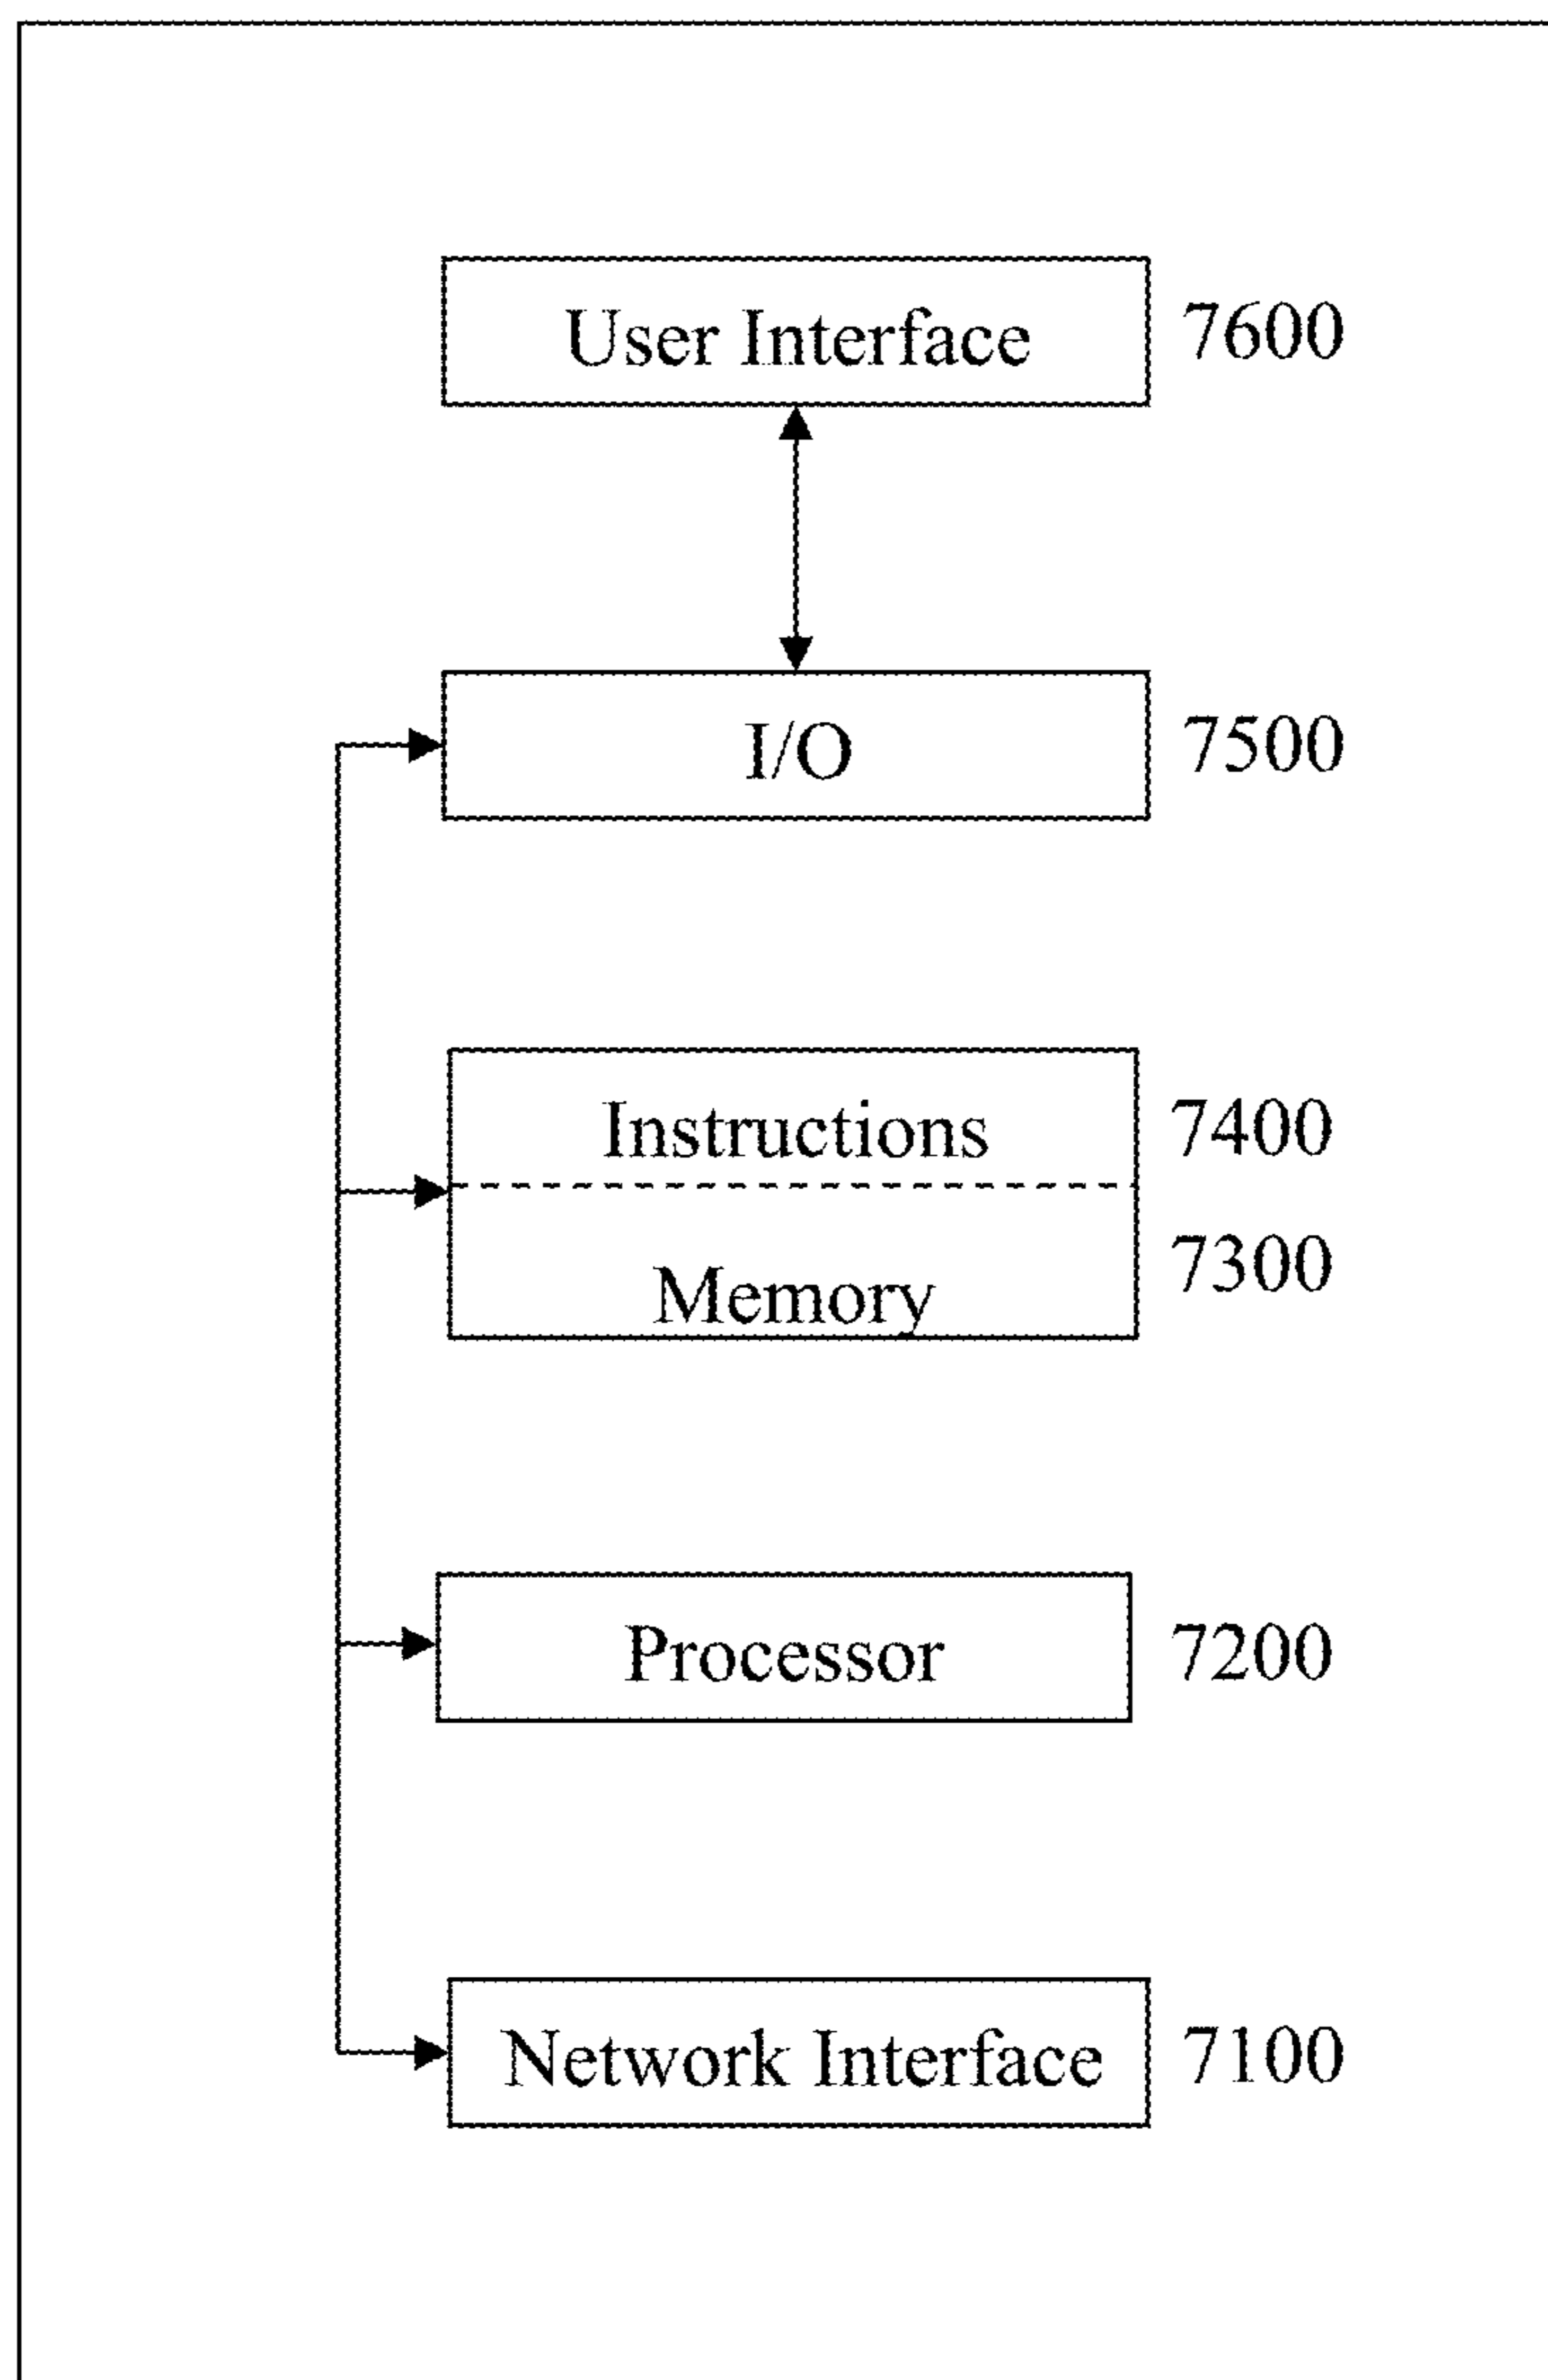 User Interface 7600
I/O 7500
Instructions 7400
Memory 7300
Processor 7200
Network Interface 7100